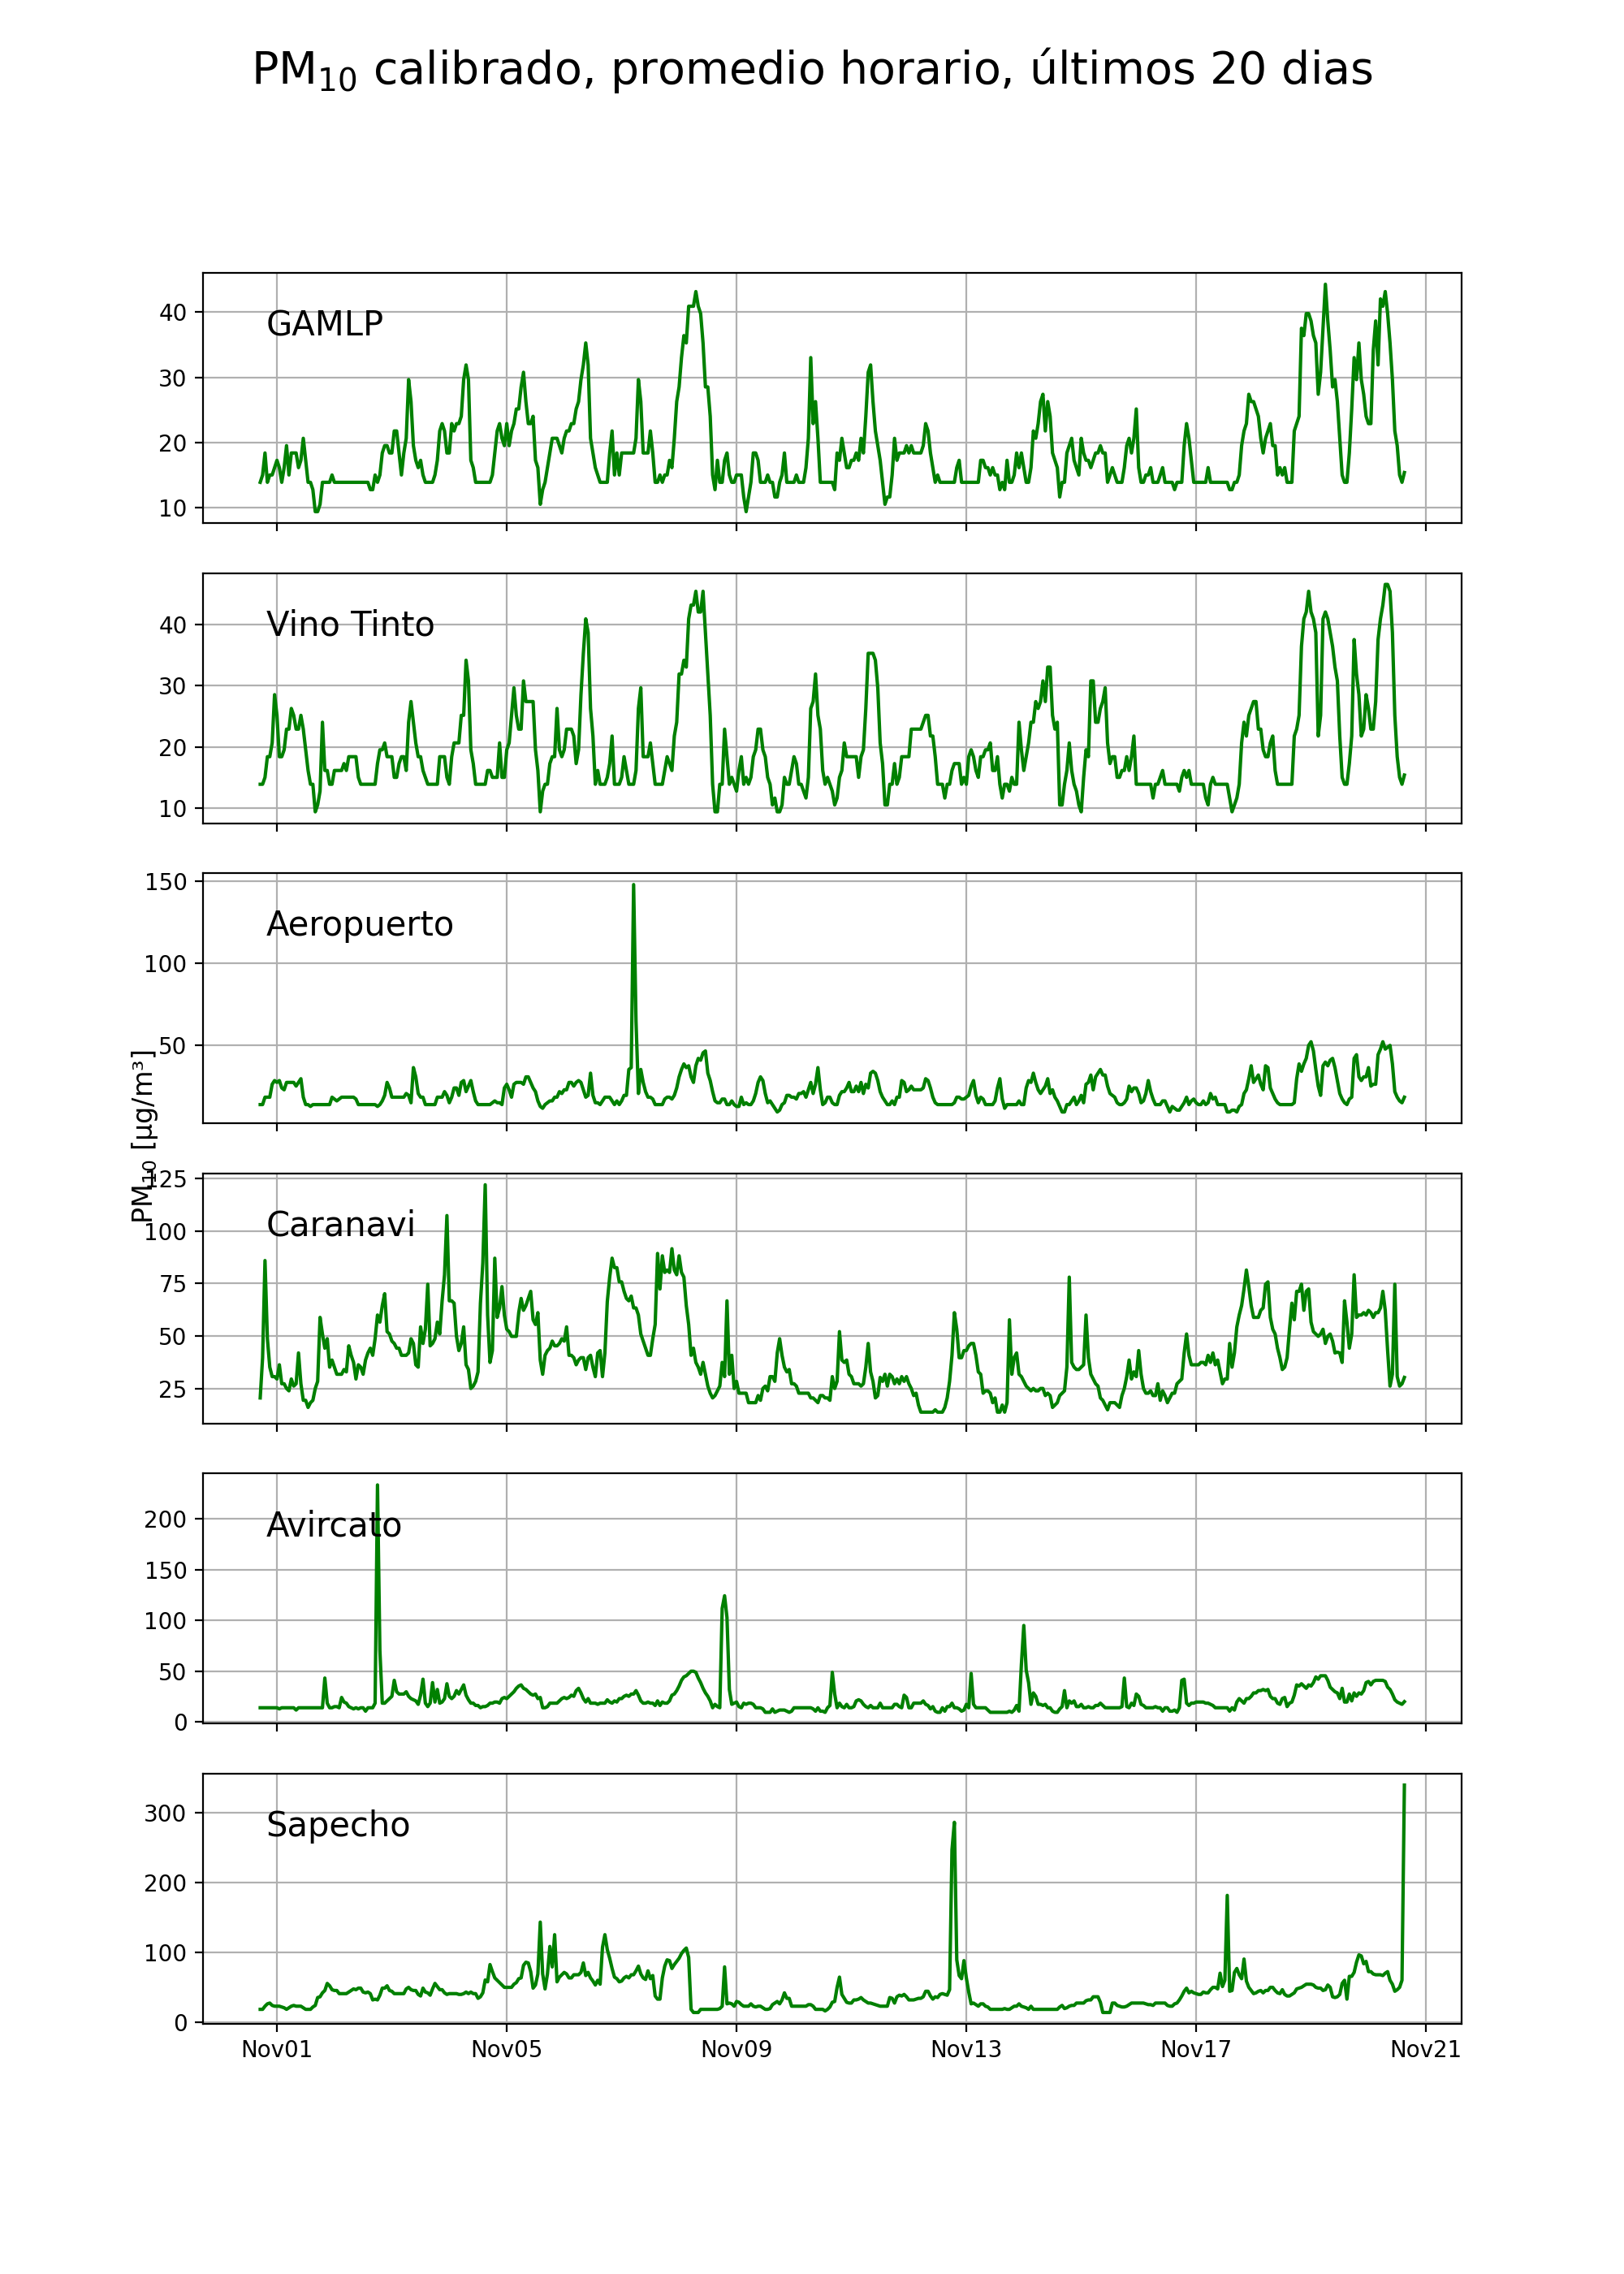 PM₁₀ calibrado, promedio horario, últimos 20 dias
GAMLP
40
30
20
10
Vino Tinto
40
30
20
10
Aeropuerto
150
100
50
PM₁₀ [µg/m³]
Caranavi
125
100
75
50
25
Avircato
200
150
100
50
0
Sapecho
300
200
100
0
Nov01 Nov05 Nov09 Nov13 Nov17 Nov21